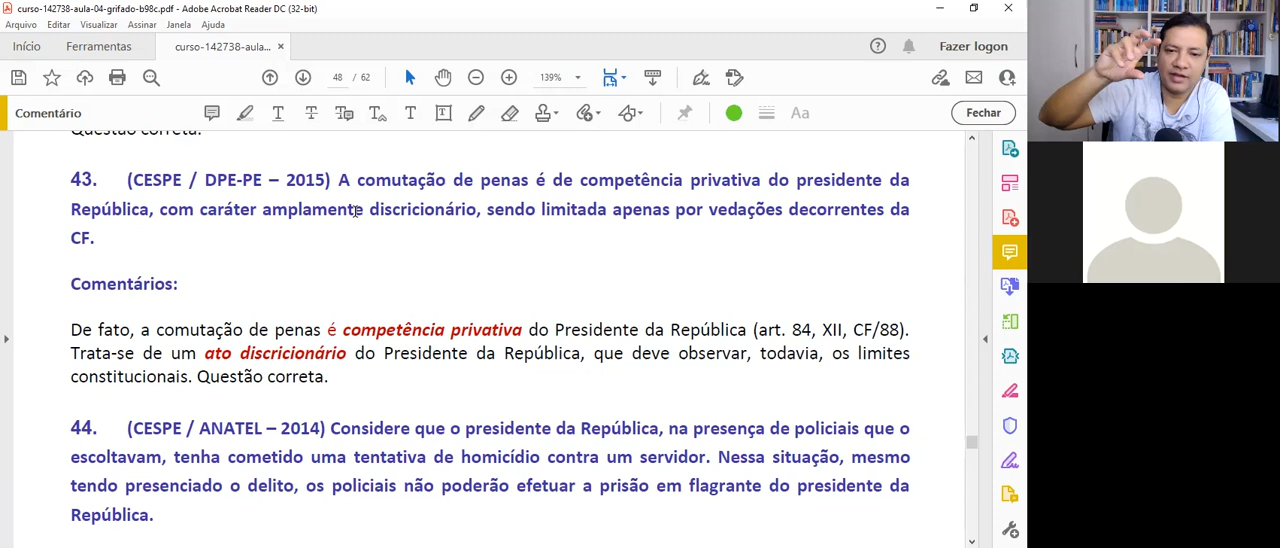 curso-142738-aula-04-grifado-b98c.pdf - Adobe Acrobat Reader DC (32-bit)
Arquivo Editar Visualizar Assinar Janela Ajuda
Início Ferramentas curso-142738-aula... × Fazer logon
48 / 62 139%
Comentário Aa Fechar
Questão correta.
43. (CESPE / DPE-PE – 2015) A comutação de penas é de competência privativa do presidente da
República, com caráter amplamente discricionário, sendo limitada apenas por vedações decorrentes da
CF.
Comentários:
De fato, a comutação de penas é competência privativa do Presidente da República (art. 84, XII, CF/88).
Trata-se de um ato discricionário do Presidente da República, que deve observar, todavia, os limites
constitucionais. Questão correta.
44. (CESPE / ANATEL – 2014) Considere que o presidente da República, na presença de policiais que o
escoltavam, tenha cometido uma tentativa de homicídio contra um servidor. Nessa situação, mesmo
tendo presenciado o delito, os policiais não poderão efetuar a prisão em flagrante do presidente da
República.